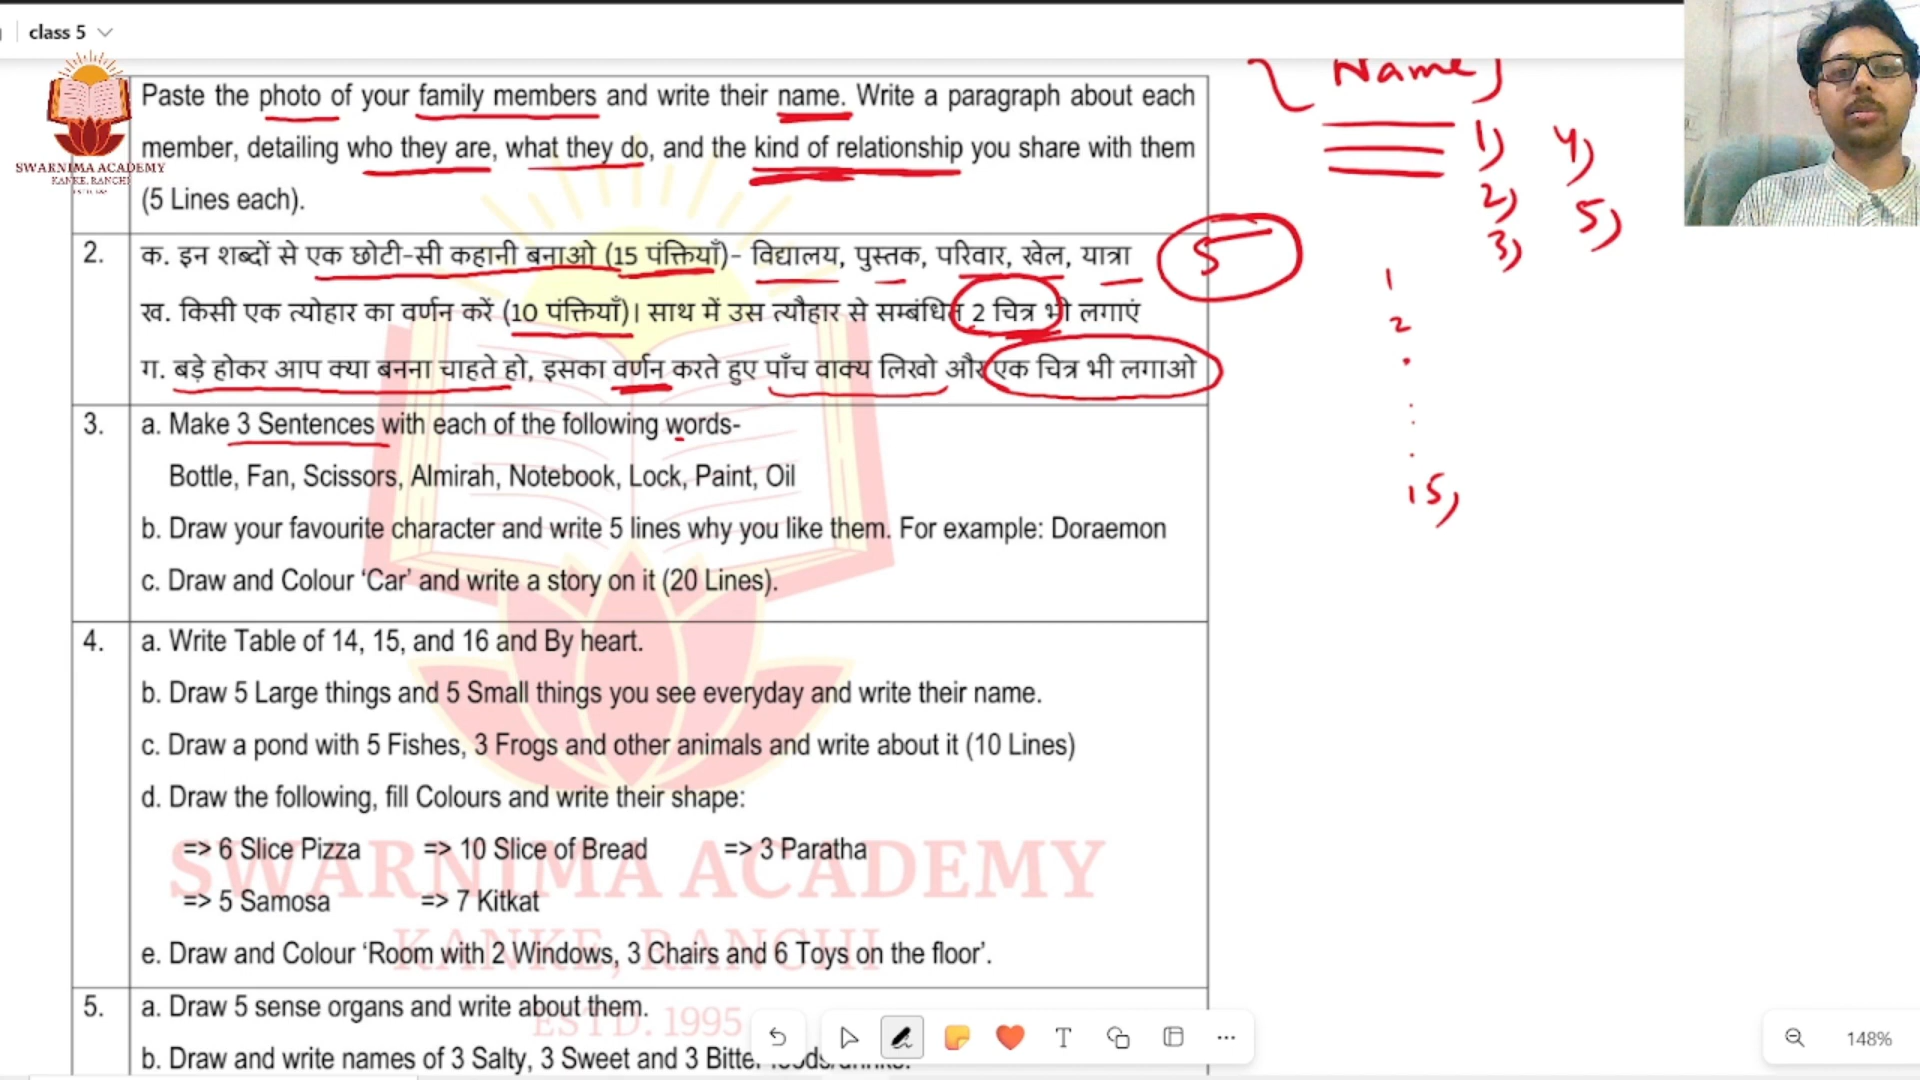 class 5
Name
Paste the photo of your family members and write their name. Write a paragraph about each
member, detailing who they are, what they do, and the kind of relationship you share with them
(5 Lines each).
1) 4)
2) 5)
3)
SWARNIMA ACADEMY
KANKE, RANCHI
2. क. इन शब्दों से एक छोटी-सी कहानी बनाओ (15 पंक्तियाँ)- विद्यालय, पुस्तक, परिवार, खेल, यात्रा
5
ख. किसी एक त्योहार का वर्णन करें (10 पंक्तियाँ)। साथ में उस त्यौहार से सम्बंधित 2 चित्र भी लगाएं
ग. बड़े होकर आप क्या बनना चाहते हो, इसका वर्णन करते हुए पाँच वाक्य लिखो और एक चित्र भी लगाओ
1
2
15)
3. a. Make 3 Sentences with each of the following words-
Bottle, Fan, Scissors, Almirah, Notebook, Lock, Paint, Oil
b. Draw your favourite character and write 5 lines why you like them. For example: Doraemon
c. Draw and Colour ‘Car’ and write a story on it (20 Lines).
4. a. Write Table of 14, 15, and 16 and By heart.
b. Draw 5 Large things and 5 Small things you see everyday and write their name.
c. Draw a pond with 5 Fishes, 3 Frogs and other animals and write about it (10 Lines)
d. Draw the following, fill Colours and write their shape:
=> 6 Slice Pizza => 10 Slice of Bread => 3 Paratha
=> 5 Samosa => 7 Kitkat
e. Draw and Colour ‘Room with 2 Windows, 3 Chairs and 6 Toys on the floor’.
SWARNIMA ACADEMY
KANKE, RANCHI
ESTD. 1995
5. a. Draw 5 sense organs and write about them.
b. Draw and write names of 3 Salty, 3 Sweet and 3
T
148%